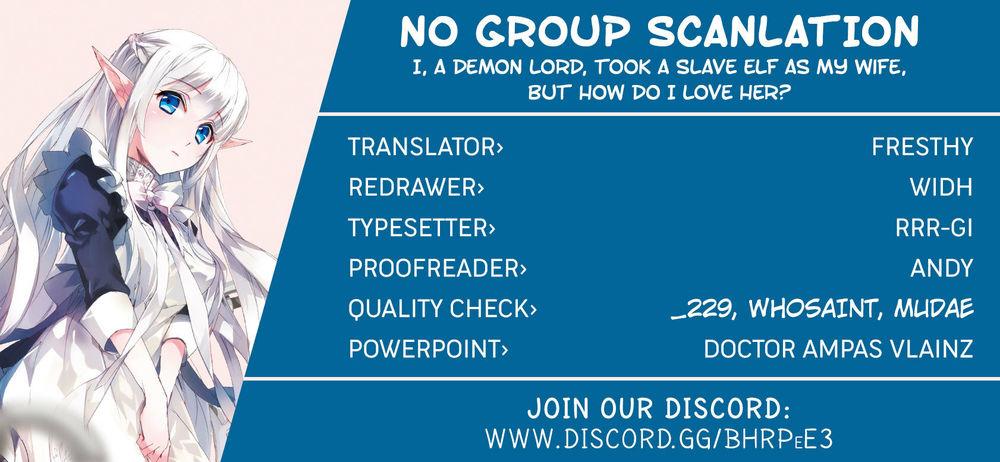 NO GROUP SCANLATION
I, A DEMON LORD, TOOK A SLAVE ELF AS MY WIFE,
BUT HOW DO I LOVE HER?
TRANSLATOR› FRESTHY
REDRAWER› WIDH
TYPESETTER› RRR-GI
PROOFREADER› ANDY
QUALITY CHECK› _229, WHOSAINT, MUDAE
POWERPOINT› DOCTOR AMPAS VLAINZ
JOIN OUR DISCORD:
WWW.DISCORD.GG/BHRPEE3